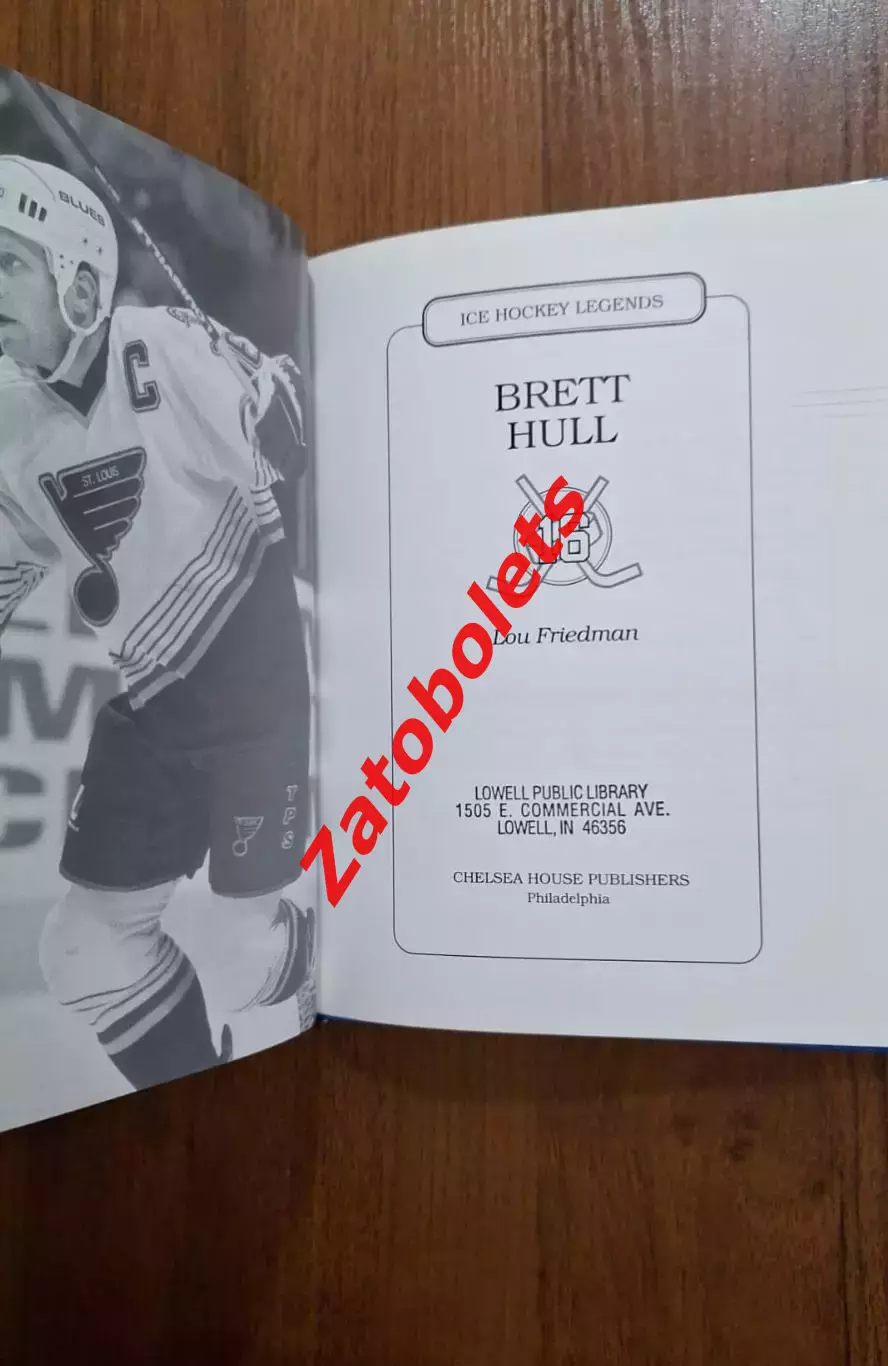 BLUES
C
ST. LOUIS
TPS
ICE HOCKEY LEGENDS
BRETT
HULL
16
Lou Friedman
LOWELL PUBLIC LIBRARY
1505 E. COMMERCIAL AVE.
LOWELL, IN 46356
CHELSEA HOUSE PUBLISHERS
Philadelphia
Zatobolets